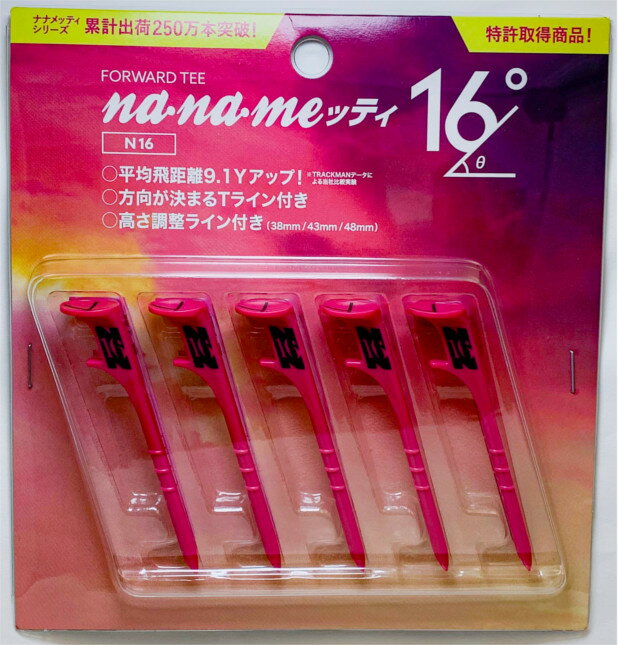 ナナメッティ
シリーズ
累計出荷250万本突破!
特許取得商品!
FORWARD TEE
na・na・meッティ
16°
N16
θ
○平均飛距離9.1Yアップ! ※TRACKMANデータに
よる当社比較実験
○方向が決まるTライン付き
○高さ調整ライン付き(38mm/43mm/48mm)